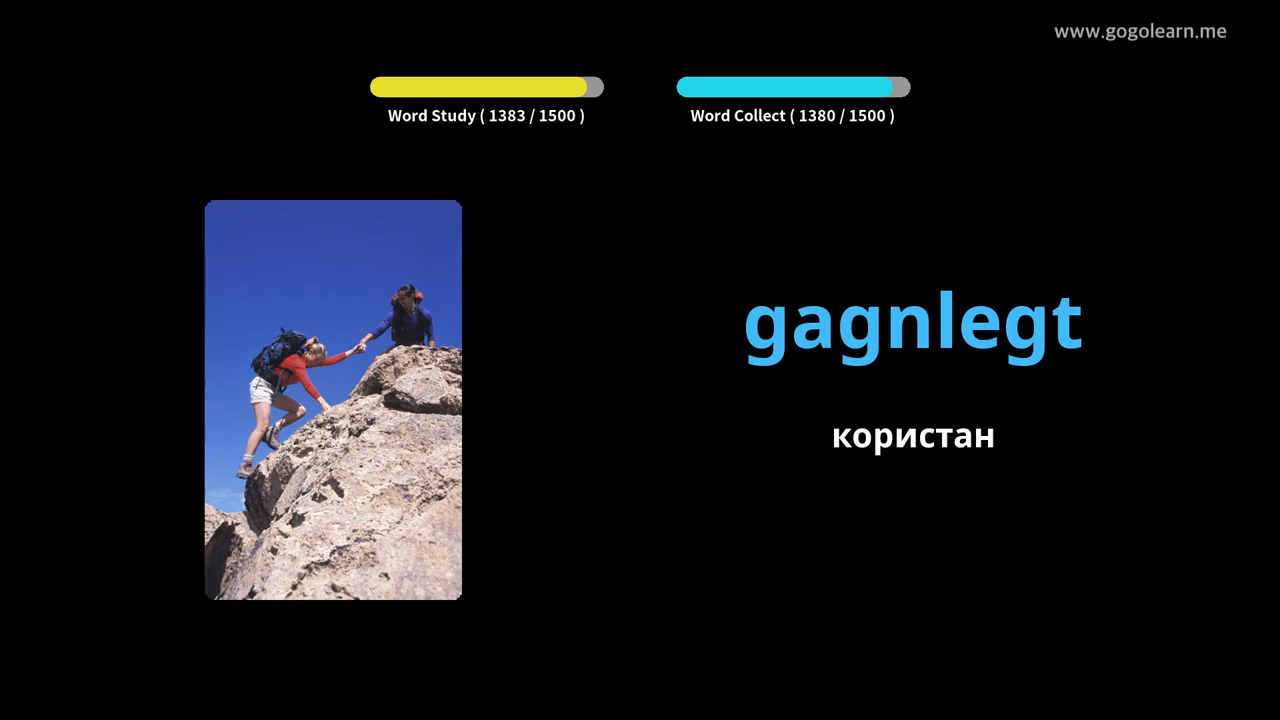 www.gogolearn.me
Word Study ( 1383 / 1500 )
Word Collect ( 1380 / 1500 )
gagnlegt
користан